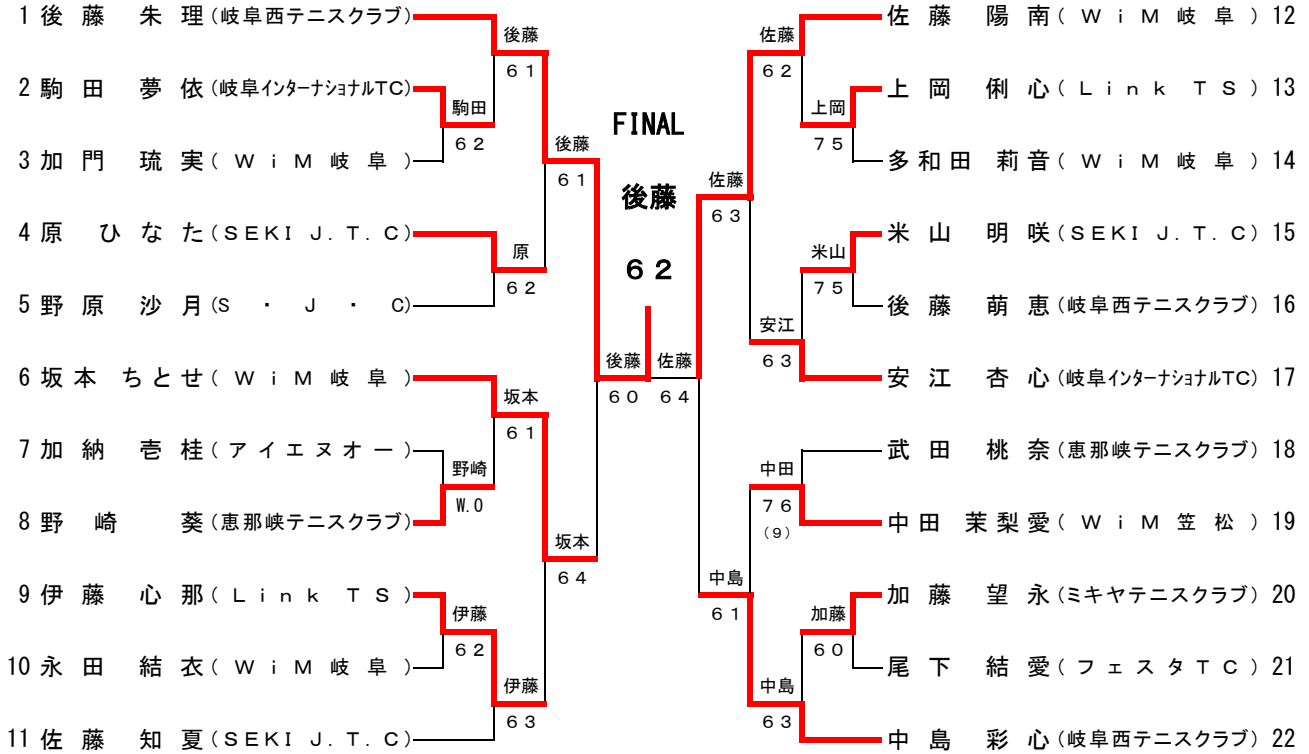 1 後藤 朱理 (岐阜西テニスクラブ)
後藤
61
2 駒田 夢依 (岐阜インターナショナルTC)
駒田
62
3 加門 琉実 (WiM岐阜)
後藤
61
4 原 ひなた (SEKI J.T.C)
原
62
5 野原 沙月 (S・J・C)
6 坂本 ちとせ (WiM岐阜)
坂本
61
7 加納 壱桂 (アイエヌオー)
野崎
W.O
8 野崎 葵 (恵那峡テニスクラブ)
坂本
64
9 伊藤 心那 (Link TS)
伊藤
62
10 永田 結衣 (WiM岐阜)
伊藤
63
11 佐藤 知夏 (SEKI J.T.C)
FINAL
後藤
62
後藤 佐藤
60 64
佐藤 陽南 (WiM岐阜) 12
佐藤
62
上岡 俐心 (Link TS) 13
上岡
75
多和田 莉音 (WiM岐阜) 14
佐藤
63
米山 明咲 (SEKI J.T.C) 15
米山
75
後藤 萌恵 (岐阜西テニスクラブ) 16
安江
63
安江 杏心 (岐阜インターナショナルTC) 17
武田 桃奈 (恵那峡テニスクラブ) 18
中田
76
(9)
中田 茉梨愛 (WiM笠松) 19
中島
61
加藤 望永 (ミキヤテニスクラブ) 20
加藤
60
尾下 結愛 (フェスタTC) 21
中島
63
中島 彩心 (岐阜西テニスクラブ) 22